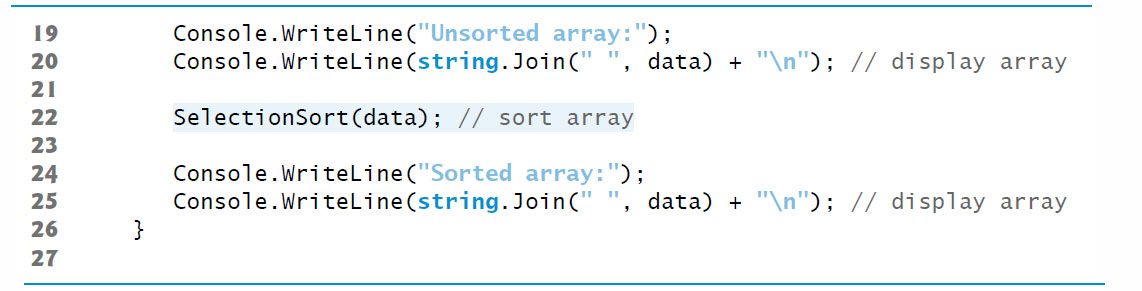 19 Console.WriteLine("Unsorted array:");
20 Console.WriteLine(string.Join(" ", data) + "\n"); // display array
21
22 SelectionSort(data); // sort array
23
24 Console.WriteLine("Sorted array:");
25 Console.WriteLine(string.Join(" ", data) + "\n"); // display array
26 }
27